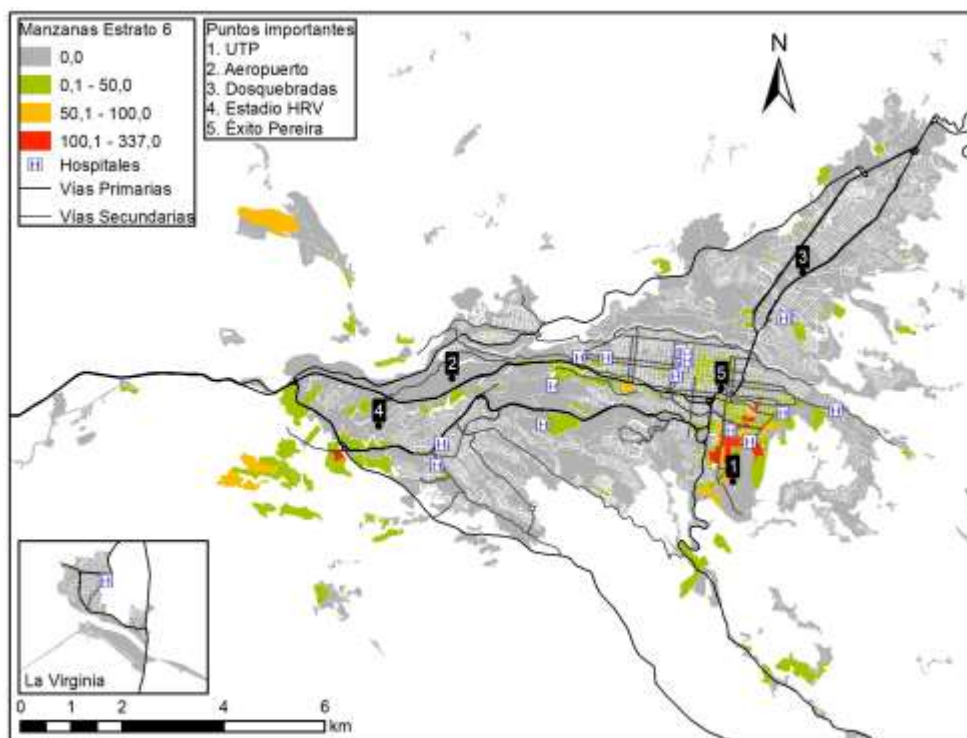 Manzanas Estrato 6
0,0
0,1 - 50,0
50,1 - 100,0
100,1 - 337,0
H Hospitales
Vías Primarias
Vías Secundarias
Puntos importantes
1. UTP
2. Aeropuerto
3. Dosquebradas
4. Estadio HRV
5. Éxito Pereira
N
3
H
2
H
H
H
H
H
5
H
H
4
H
H
H
H
H
H
H
1
H
La Virginia
0 1 2 4 6
km